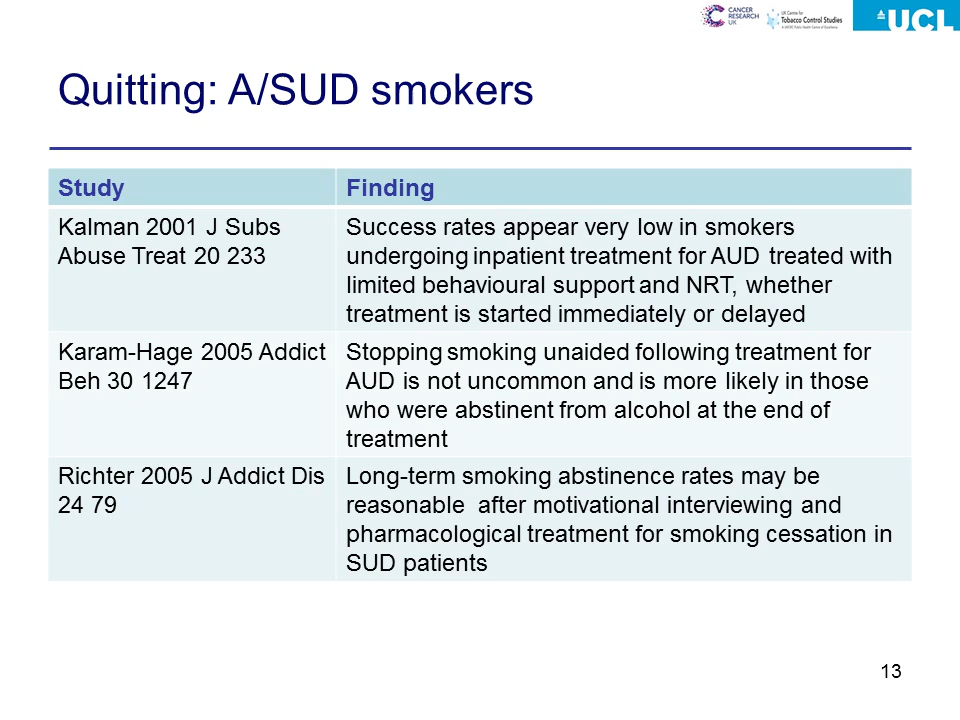 CANCER
RESEARCH
UK
UK Centre for
Tobacco Control Studies
UCL
Quitting: A/SUD smokers
Study
Finding
Kalman 2001 J Subs
Abuse Treat 20 233
Success rates appear very low in smokers
undergoing inpatient treatment for AUD treated with
limited behavioural support and NRT, whether
treatment is started immediately or delayed
Karam-Hage 2005 Addict
Beh 30 1247
Stopping smoking unaided following treatment for
AUD is not uncommon and is more likely in those
who were abstinent from alcohol at the end of
treatment
Richter 2005 J Addict Dis
24 79
Long-term smoking abstinence rates may be
reasonable after motivational interviewing and
pharmacological treatment for smoking cessation in
SUD patients
13